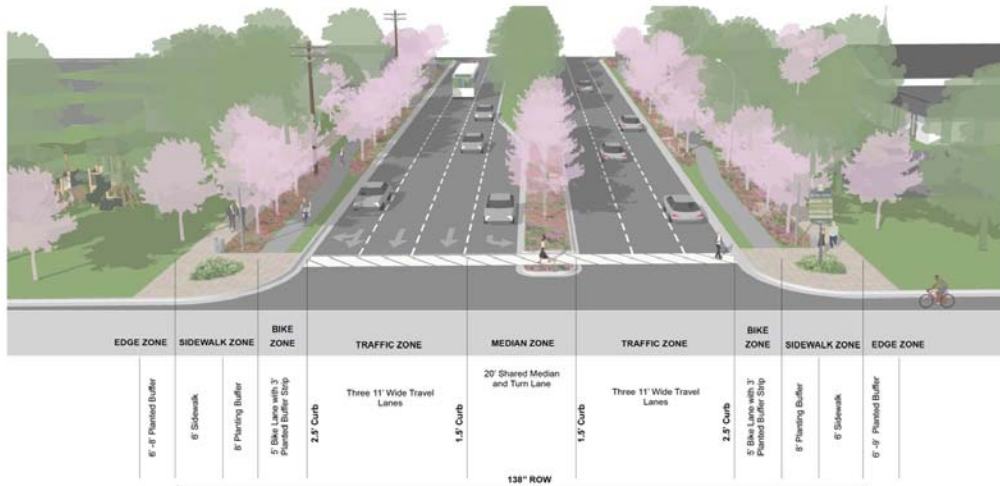 EDGE ZONE
SIDEWALK ZONE
BIKE
ZONE
TRAFFIC ZONE
MEDIAN ZONE
TRAFFIC ZONE
BIKE
ZONE
SIDEWALK ZONE
EDGE ZONE
6' -8' Planted Buffer
6' Sidewalk
8' Planting Buffer
5' Bike Lane with 3'
Planted Buffer Strip
2.5' Curb
Three 11' Wide Travel
Lanes
1.5' Curb
20' Shared Median
and Turn Lane
1.5' Curb
Three 11' Wide Travel
Lanes
2.5' Curb
5' Bike Lane with 3'
Planted Buffer Strip
8' Planting Buffer
6' Sidewalk
6' -9' Planted Buffer
138" ROW